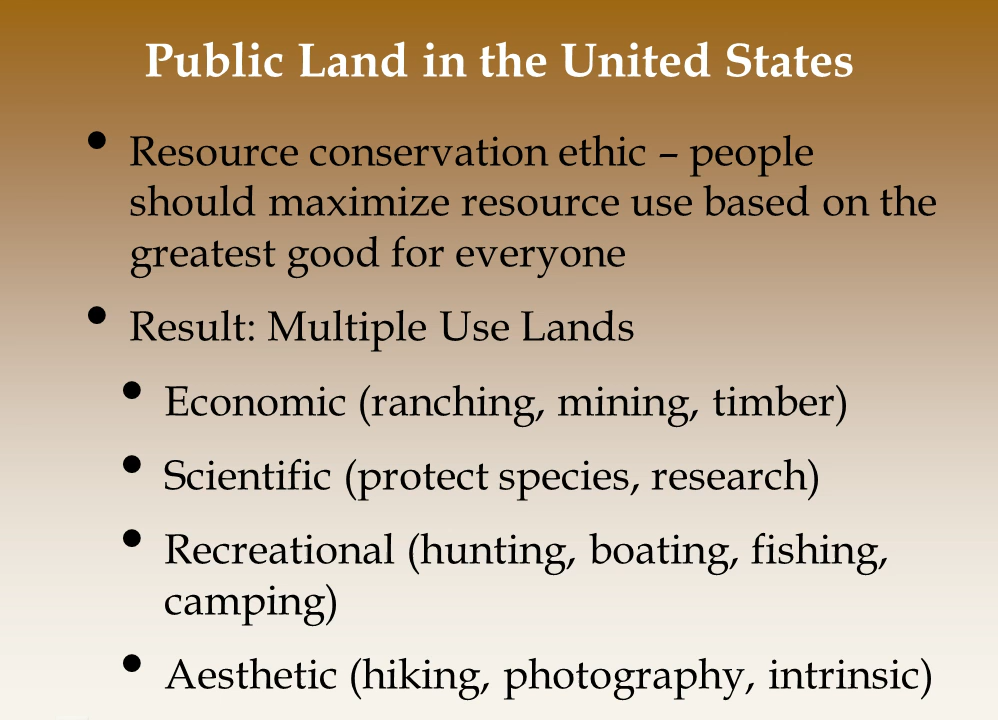 Public Land in the United States
• Resource conservation ethic – people
should maximize resource use based on the
greatest good for everyone
• Result: Multiple Use Lands
• Economic (ranching, mining, timber)
• Scientific (protect species, research)
• Recreational (hunting, boating, fishing,
camping)
• Aesthetic (hiking, photography, intrinsic)